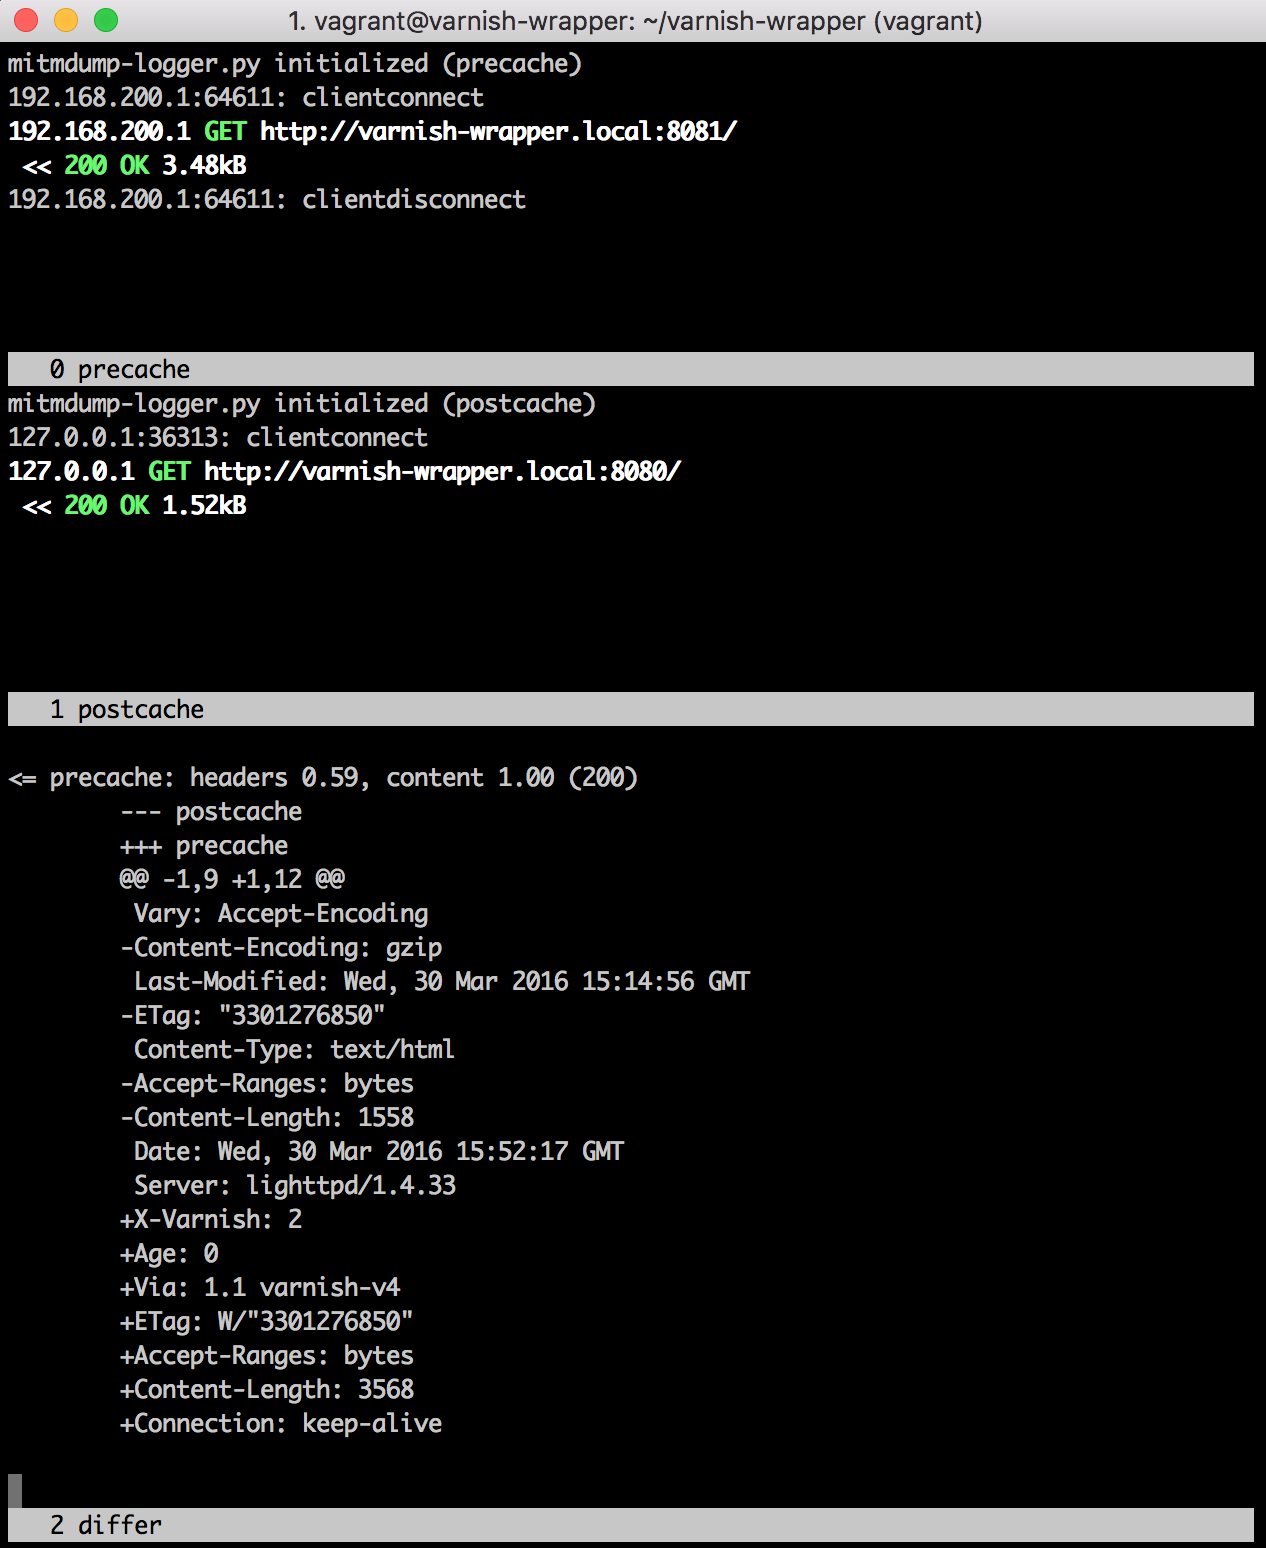 1. vagrant@varnish-wrapper: ~/varnish-wrapper (vagrant)
mitmdump-logger.py initialized (precache)
192.168.200.1:64611: clientconnect
192.168.200.1 GET http://varnish-wrapper.local:8081/
 << 200 OK 3.48kB
192.168.200.1:64611: clientdisconnect
   0 precache
mitmdump-logger.py initialized (postcache)
127.0.0.1:36313: clientconnect
127.0.0.1 GET http://varnish-wrapper.local:8080/
 << 200 OK 1.52kB
   1 postcache
<= precache: headers 0.59, content 1.00 (200)
        --- postcache
        +++ precache
        @@ -1,9 +1,12 @@
         Vary: Accept-Encoding
        -Content-Encoding: gzip
         Last-Modified: Wed, 30 Mar 2016 15:14:56 GMT
        -ETag: "3301276850"
         Content-Type: text/html
        -Accept-Ranges: bytes
        -Content-Length: 1558
         Date: Wed, 30 Mar 2016 15:52:17 GMT
         Server: lighttpd/1.4.33
        +X-Varnish: 2
        +Age: 0
        +Via: 1.1 varnish-v4
        +ETag: W/"3301276850"
        +Accept-Ranges: bytes
        +Content-Length: 3568
        +Connection: keep-alive
   2 differ